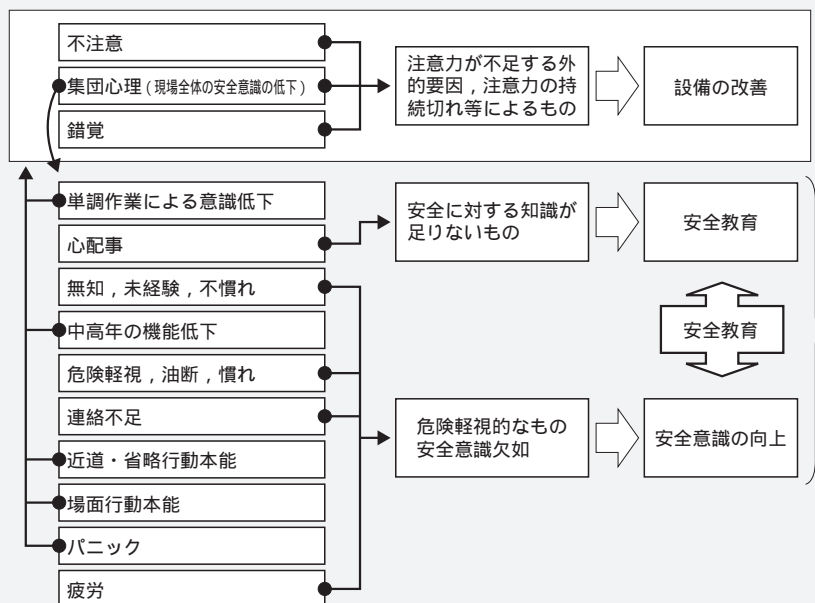 不注意
集団心理（現場全体の安全意識の低下）
錯覚
注意力が不足する外
的要因，注意力の持
続切れ等によるもの
設備の改善
単調作業による意識低下
心配事
無知，未経験，不慣れ
中高年の機能低下
危険軽視，油断，慣れ
連絡不足
近道・省略行動本能
場面行動本能
パニック
疲労
安全に対する知識が
足りないもの
安全教育
安全教育
危険軽視的なもの
安全意識欠如
安全意識の向上